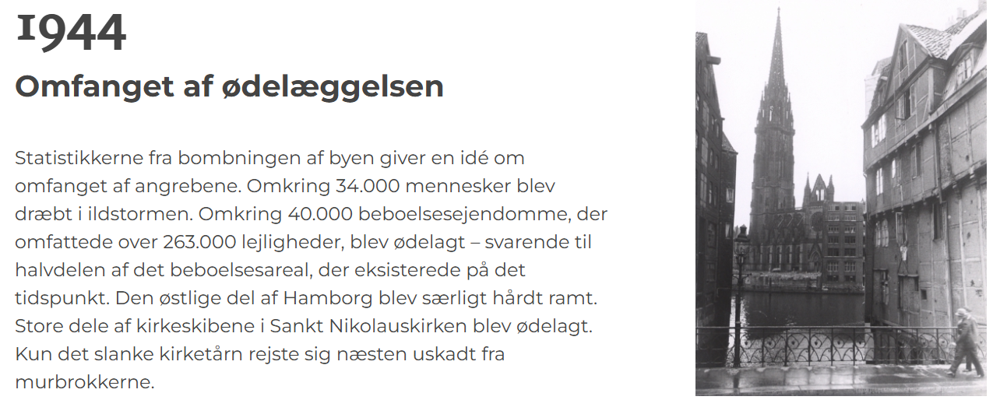 1944
Omfanget af ødelæggelsen
Statistikkerne fra bombningen af byen giver en idé om
omfanget af angrebene. Omkring 34.000 mennesker blev
dræbt i ildstormen. Omkring 40.000 beboelsesejendomme, der
omfattede over 263.000 lejligheder, blev ødelagt – svarende til
halvdelen af det beboelsesareal, der eksisterede på det
tidspunkt. Den østlige del af Hamborg blev særligt hårdt ramt.
Store dele af kirkeskibene i Sankt Nikolauskirken blev ødelagt.
Kun det slanke kirketårn rejste sig næsten uskadt fra
murbrokkerne.